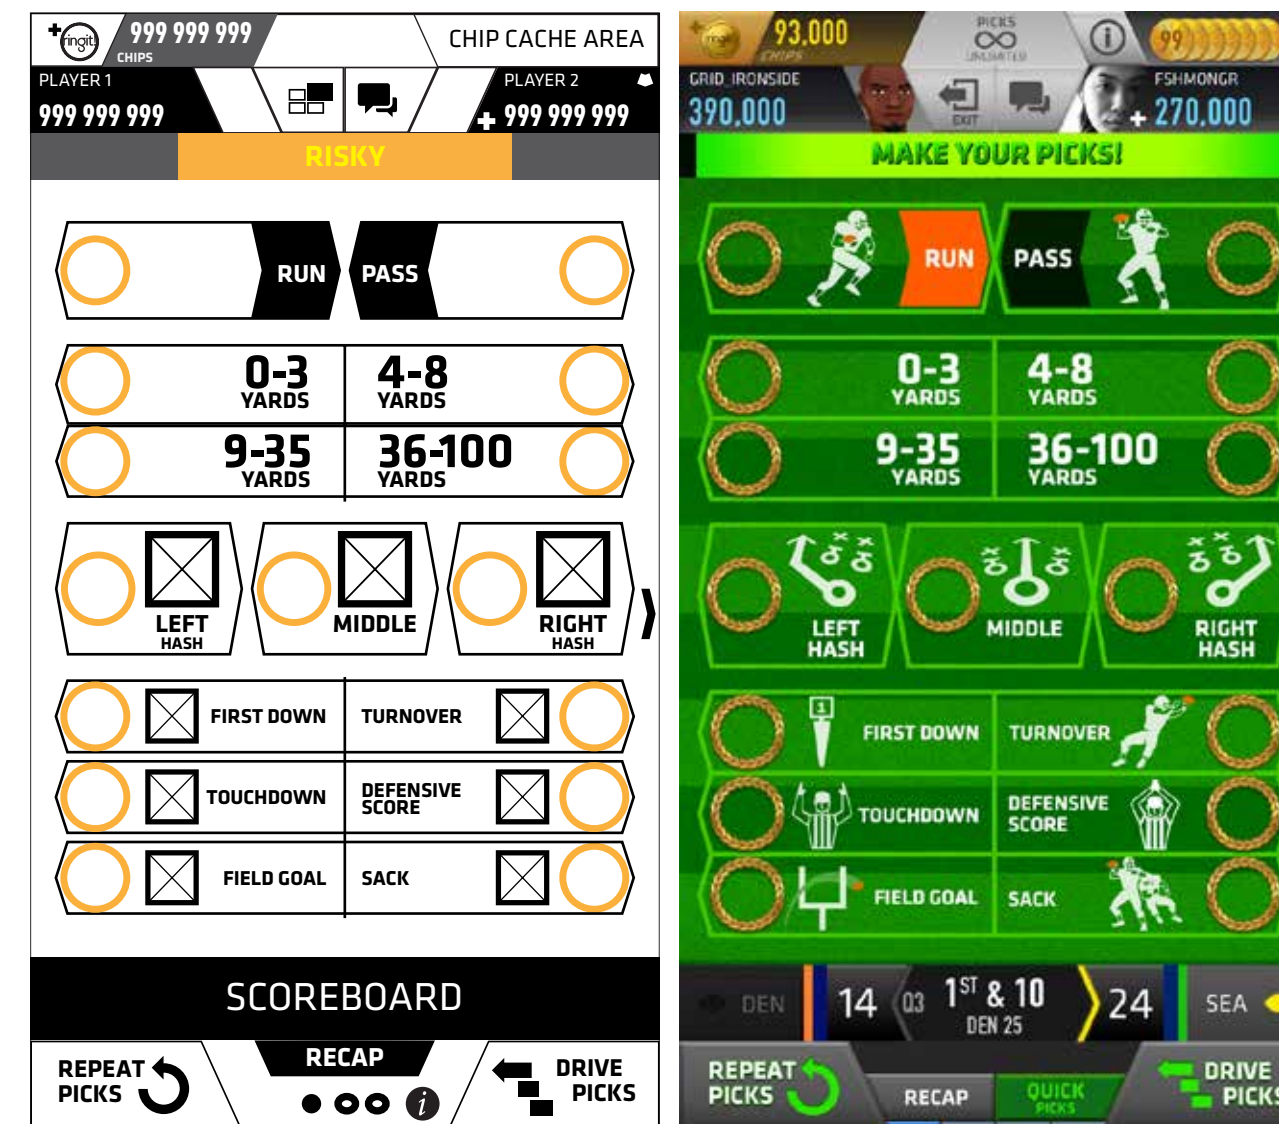 +ringit!
999 999 999
CHIPS
CHIP CACHE AREA
PLAYER 1
999 999 999
PLAYER 2
+ 999 999 999
RISKY
RUN
PASS
0-3
YARDS
4-8
YARDS
9-35
YARDS
36-100
YARDS
LEFT
HASH
MIDDLE
RIGHT
HASH
FIRST DOWN
TURNOVER
TOUCHDOWN
DEFENSIVE
SCORE
FIELD GOAL
SACK
SCOREBOARD
REPEAT
PICKS
RECAP
i
DRIVE
PICKS
93,000
CHIPS
PICKS
UNLIMITED
i
99
GRID_IRONSIDE
390,000
EXIT
FSHMONGR
+ 270,000
MAKE YOUR PICKS!
RUN
PASS
0-3
YARDS
4-8
YARDS
9-35
YARDS
36-100
YARDS
LEFT
HASH
MIDDLE
RIGHT
HASH
1
FIRST DOWN
TURNOVER
TOUCHDOWN
DEFENSIVE
SCORE
FIELD GOAL
SACK
DEN
14
Q3
1ST & 10
DEN 25
24
SEA
REPEAT
PICKS
RECAP
QUICK
PICKS
DRIVE
PICKS